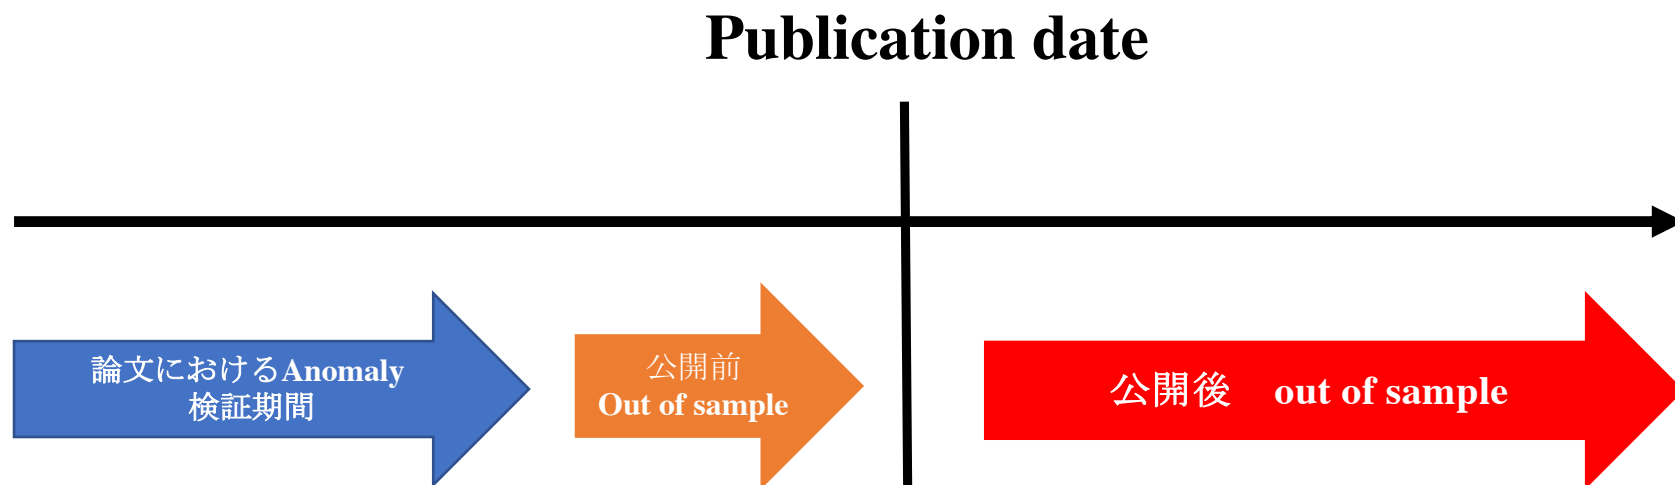 Publication date
論文におけるAnomaly
検証期間
公開前
Out of sample
公開後　out of sample